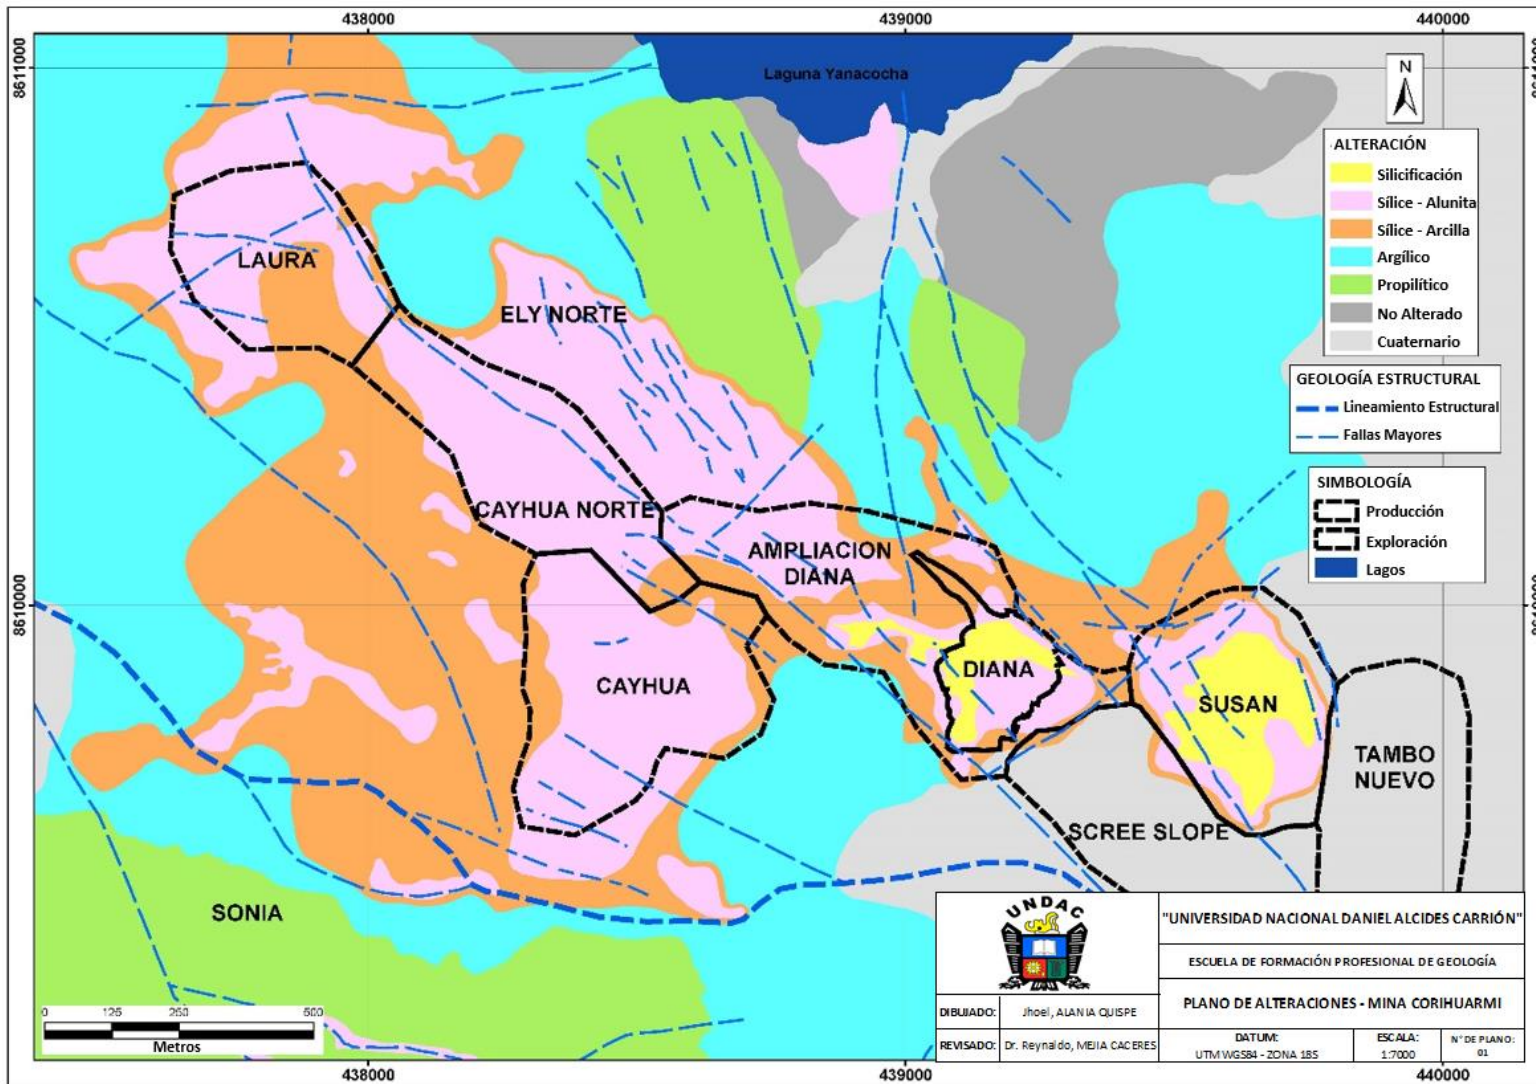 438000
439000
440000
8611000
8611000
Laguna Yanacocha
N
ALTERACIÓN
Silicificación
Sílice - Alunita
Sílice - Arcilla
Argílico
Propilítico
No Alterado
Cuaternario
GEOLOGÍA ESTRUCTURAL
Lineamiento Estructural
Fallas Mayores
SIMBOLOGÍA
Producción
Exploración
Lagos
LAURA
ELY NORTE
CAYHUA NORTE
AMPLIACION
DIANA
8610000
8610000
CAYHUA
DIANA
SUSAN
TAMBO
NUEVO
SCREE SLOPE
SONIA
0 125 250 500
Metros
UNDAC
"UNIVERSIDAD NACIONAL DANIEL ALCIDES CARRIÓN"
ESCUELA DE FORMACIÓN PROFESIONAL DE GEOLOGÍA
PLANO DE ALTERACIONES - MINA CORIHUARMI
DIBUJADO: Jhoel, ALANIA QUISPE
REVISADO: Dr. Reynaldo, MEJIA CACERES
DATUM:
UTM WGS84 - ZONA 18S
ESCALA:
1:7000
N° DE PLANO:
01
438000
439000
440000